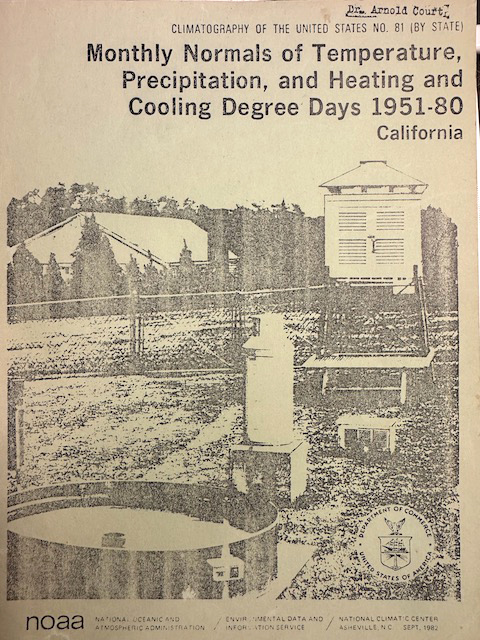 Dr. Arnold Court
CLIMATOGRAPHY OF THE UNITED STATES NO. 81 (BY STATE)
Monthly Normals of Temperature,
Precipitation, and Heating and
Cooling Degree Days 1951-80
California
DEPARTMENT OF COMMERCE
UNITED STATES OF AMERICA
noaa
NATIONAL OCEANIC AND
ATMOSPHERIC ADMINISTRATION
/ ENVIRONMENTAL DATA AND
INFORMATION SERVICE
/ NATIONAL CLIMATIC CENTER
ASHEVILLE, N.C. SEPT. 1982